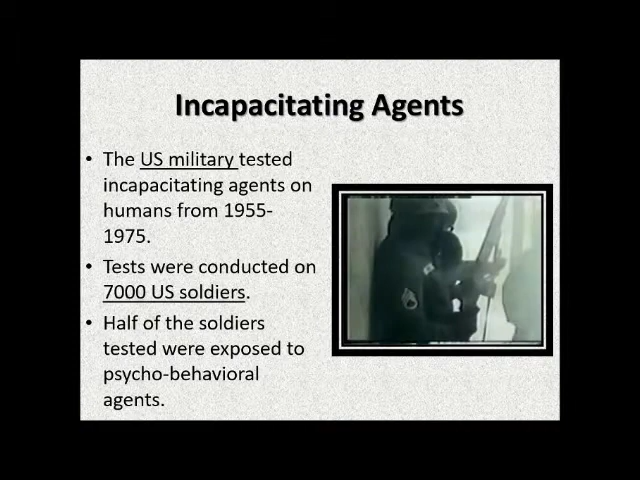 Incapacitating Agents
• The US military tested
incapacitating agents on
humans from 1955-
1975.
• Tests were conducted on
7000 US soldiers.
• Half of the soldiers
tested were exposed to
psycho-behavioral
agents.